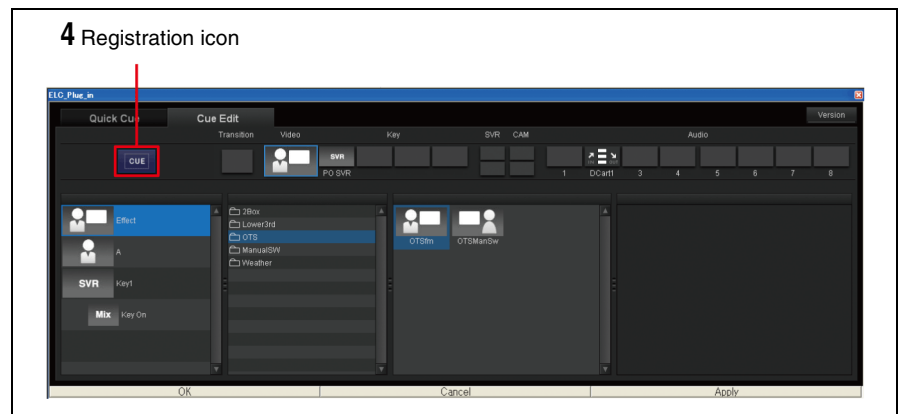 4 Registration icon
ELC_Plug_in
Quick Cue Cue Edit Version
Transition Video Key SVR CAM Audio
CUE SVR
PO SVR 1 DCart1 3 4 5 6 7 8
Effect
A
SVR Key1
Mix Key On
2Box
Lower3rd
OTS
ManualSW
Weather
OTSfm OTSManSw
OK Cancel Apply